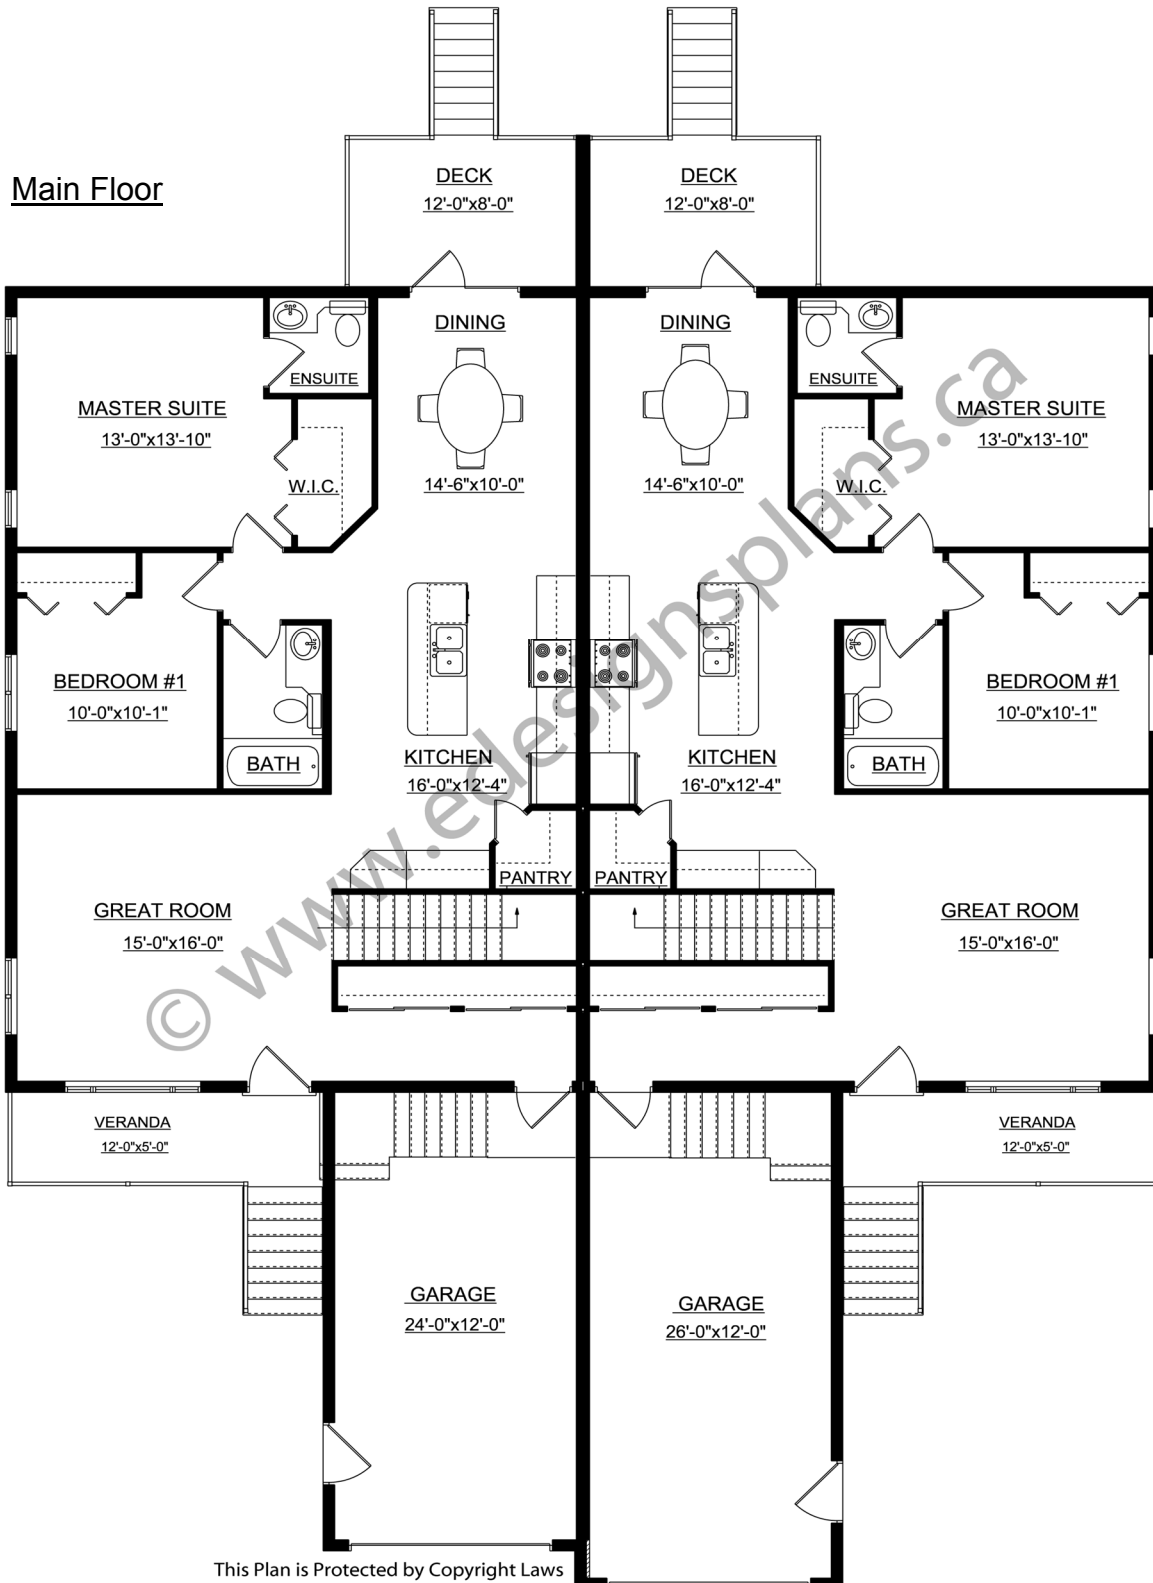 Main Floor
DECK
12'-0"x8'-0"
DECK
12'-0"x8'-0"
DINING
DINING
ENSUITE
ENSUITE
MASTER SUITE
13'-0"x13'-10"
MASTER SUITE
13'-0"x13'-10"
W.I.C.
14'-6"x10'-0"
14'-6"x10'-0"
W.I.C.
BEDROOM #1
10'-0"x10'-1"
BEDROOM #1
10'-0"x10'-1"
BATH
KITCHEN
16'-0"x12'-4"
KITCHEN
16'-0"x12'-4"
BATH
PANTRY
PANTRY
GREAT ROOM
15'-0"x16'-0"
GREAT ROOM
15'-0"x16'-0"
© www.edesignsplans.ca
VERANDA
12'-0"x5'-0"
VERANDA
12'-0"x5'-0"
GARAGE
24'-0"x12'-0"
GARAGE
26'-0"x12'-0"
This Plan is Protected by Copyright Laws